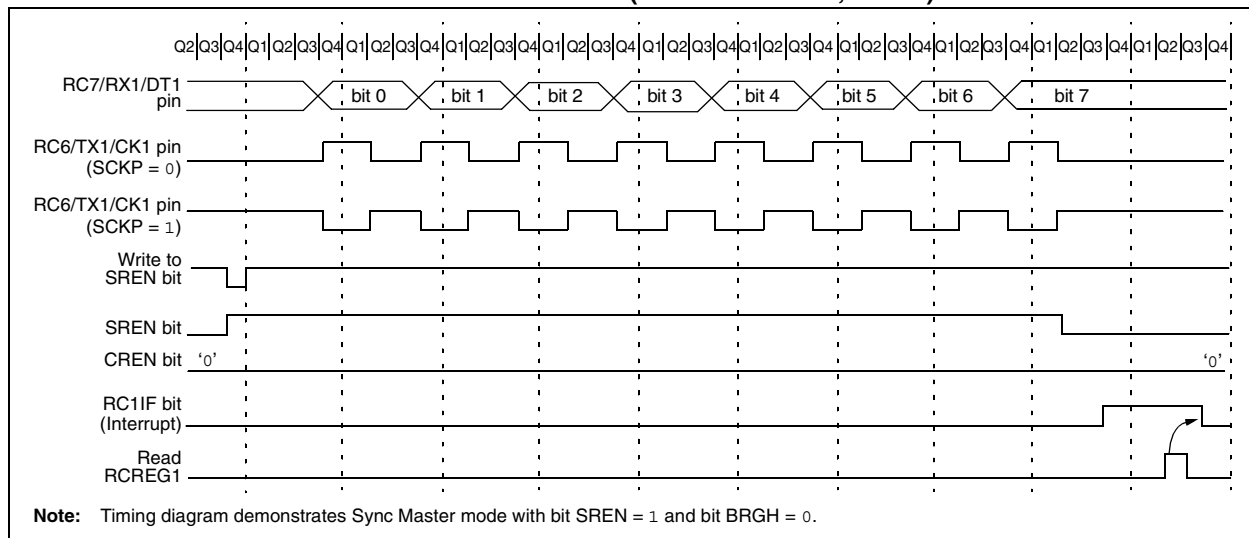 Q2 Q3 Q4 Q1 Q2 Q3 Q4 Q1 Q2 Q3 Q4 Q1 Q2 Q3 Q4 Q1 Q2 Q3 Q4 Q1 Q2 Q3 Q4 Q1 Q2 Q3 Q4 Q1 Q2 Q3 Q4 Q1 Q2 Q3 Q4 Q1 Q2 Q3 Q4 Q1 Q2 Q3 Q4
RC7/RX1/DT1
pin
bit 0 bit 1 bit 2 bit 3 bit 4 bit 5 bit 6 bit 7
RC6/TX1/CK1 pin
(SCKP = 0)
RC6/TX1/CK1 pin
(SCKP = 1)
Write to
SREN bit
SREN bit
CREN bit '0' '0'
RC1IF bit
(Interrupt)
Read
RCREG1
Note: Timing diagram demonstrates Sync Master mode with bit SREN = 1 and bit BRGH = 0.